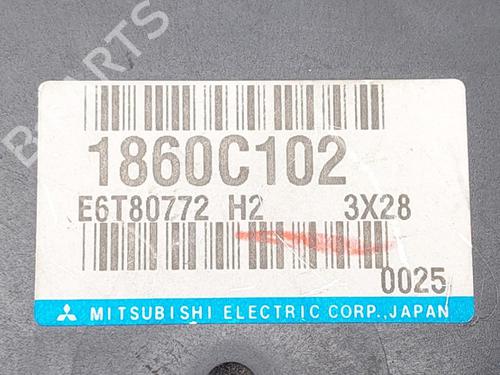 1860C102
E6T80772 H2 3X28
0025
MITSUBISHI ELECTRIC CORP.,JAPAN